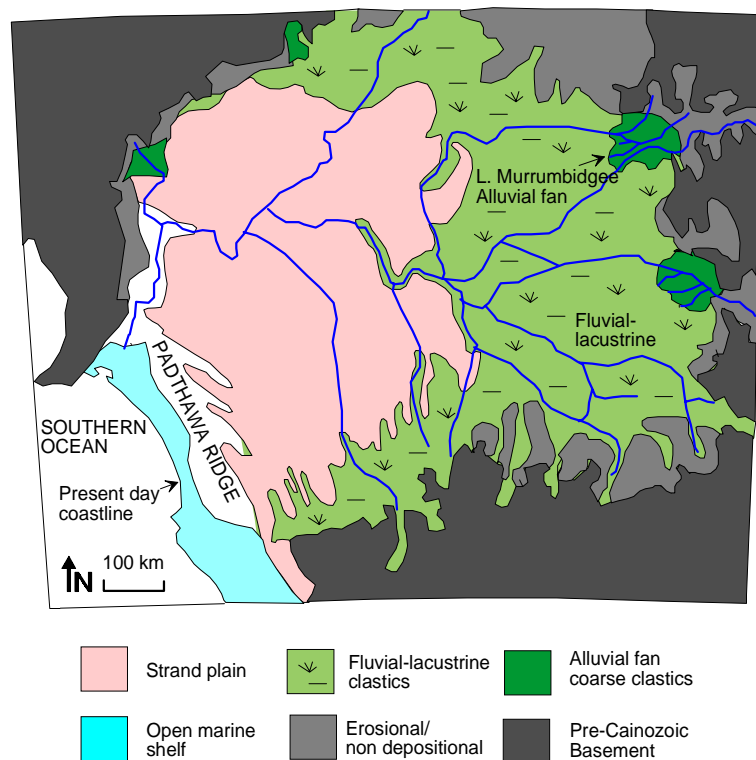 L. Murrumbidgee
Alluvial fan
Fluvial-
lacustrine
PADTHAWA RIDGE
SOUTHERN
OCEAN
Present day
coastline
N
100 km
Strand plain
Fluvial-lacustrine
clastics
Alluvial fan
coarse clastics
Open marine
shelf
Erosional/
non depositional
Pre-Cainozoic
Basement